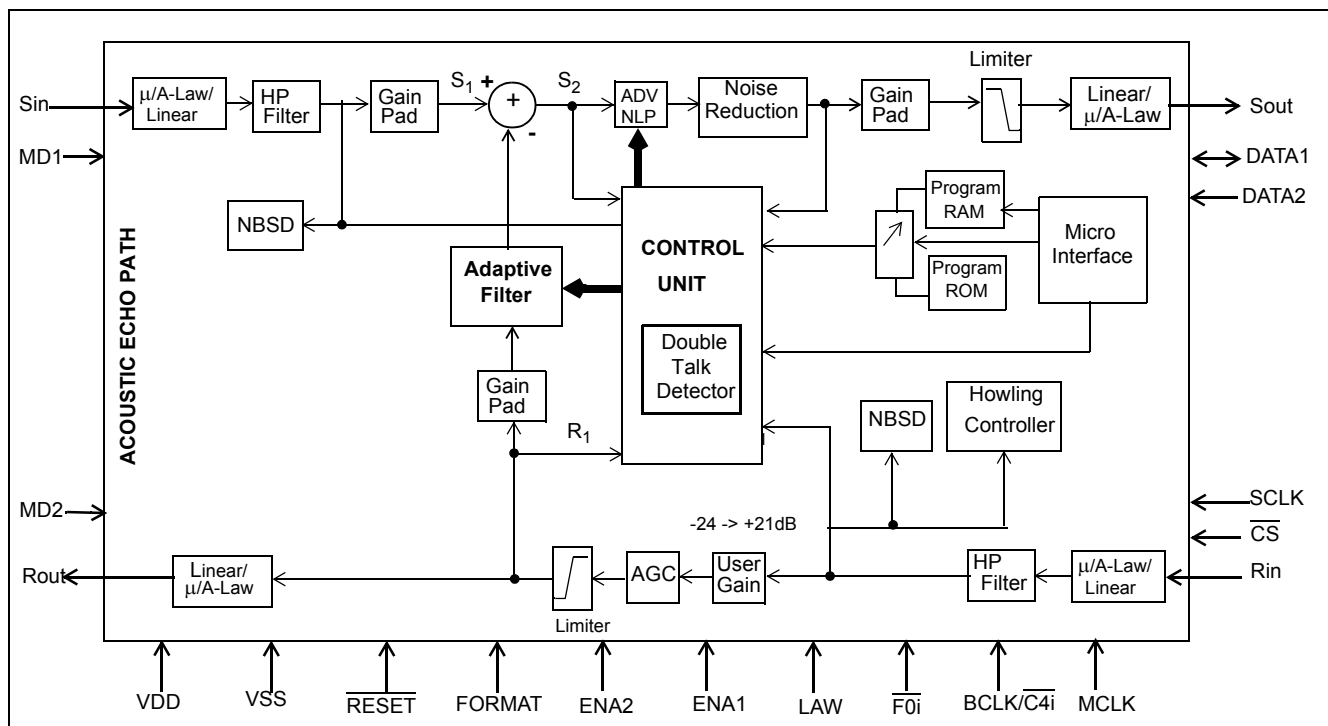 Limiter
Sin
μ/A-Law/
Linear
HP
Filter
Gain
Pad
S1
+
+
-
S2
ADV
NLP
Noise
Reduction
Gain
Pad
Linear/
μ/A-Law
Sout
MD1
DATA1
DATA2
NBSD
Adaptive
Filter
CONTROL
UNIT
Program
RAM
Program
ROM
Micro
Interface
Double
Talk
Detector
ACOUSTIC ECHO PATH
Gain
Pad
R1
NBSD
Howling
Controller
MD2
-24 -> +21dB
SCLK
CS
Rout
Linear/
μ/A-Law
Limiter
AGC
User
Gain
HP
Filter
μ/A-Law/
Linear
Rin
VDD
VSS
RESET
FORMAT
ENA2
ENA1
LAW
F0i
BCLK/C4i
MCLK